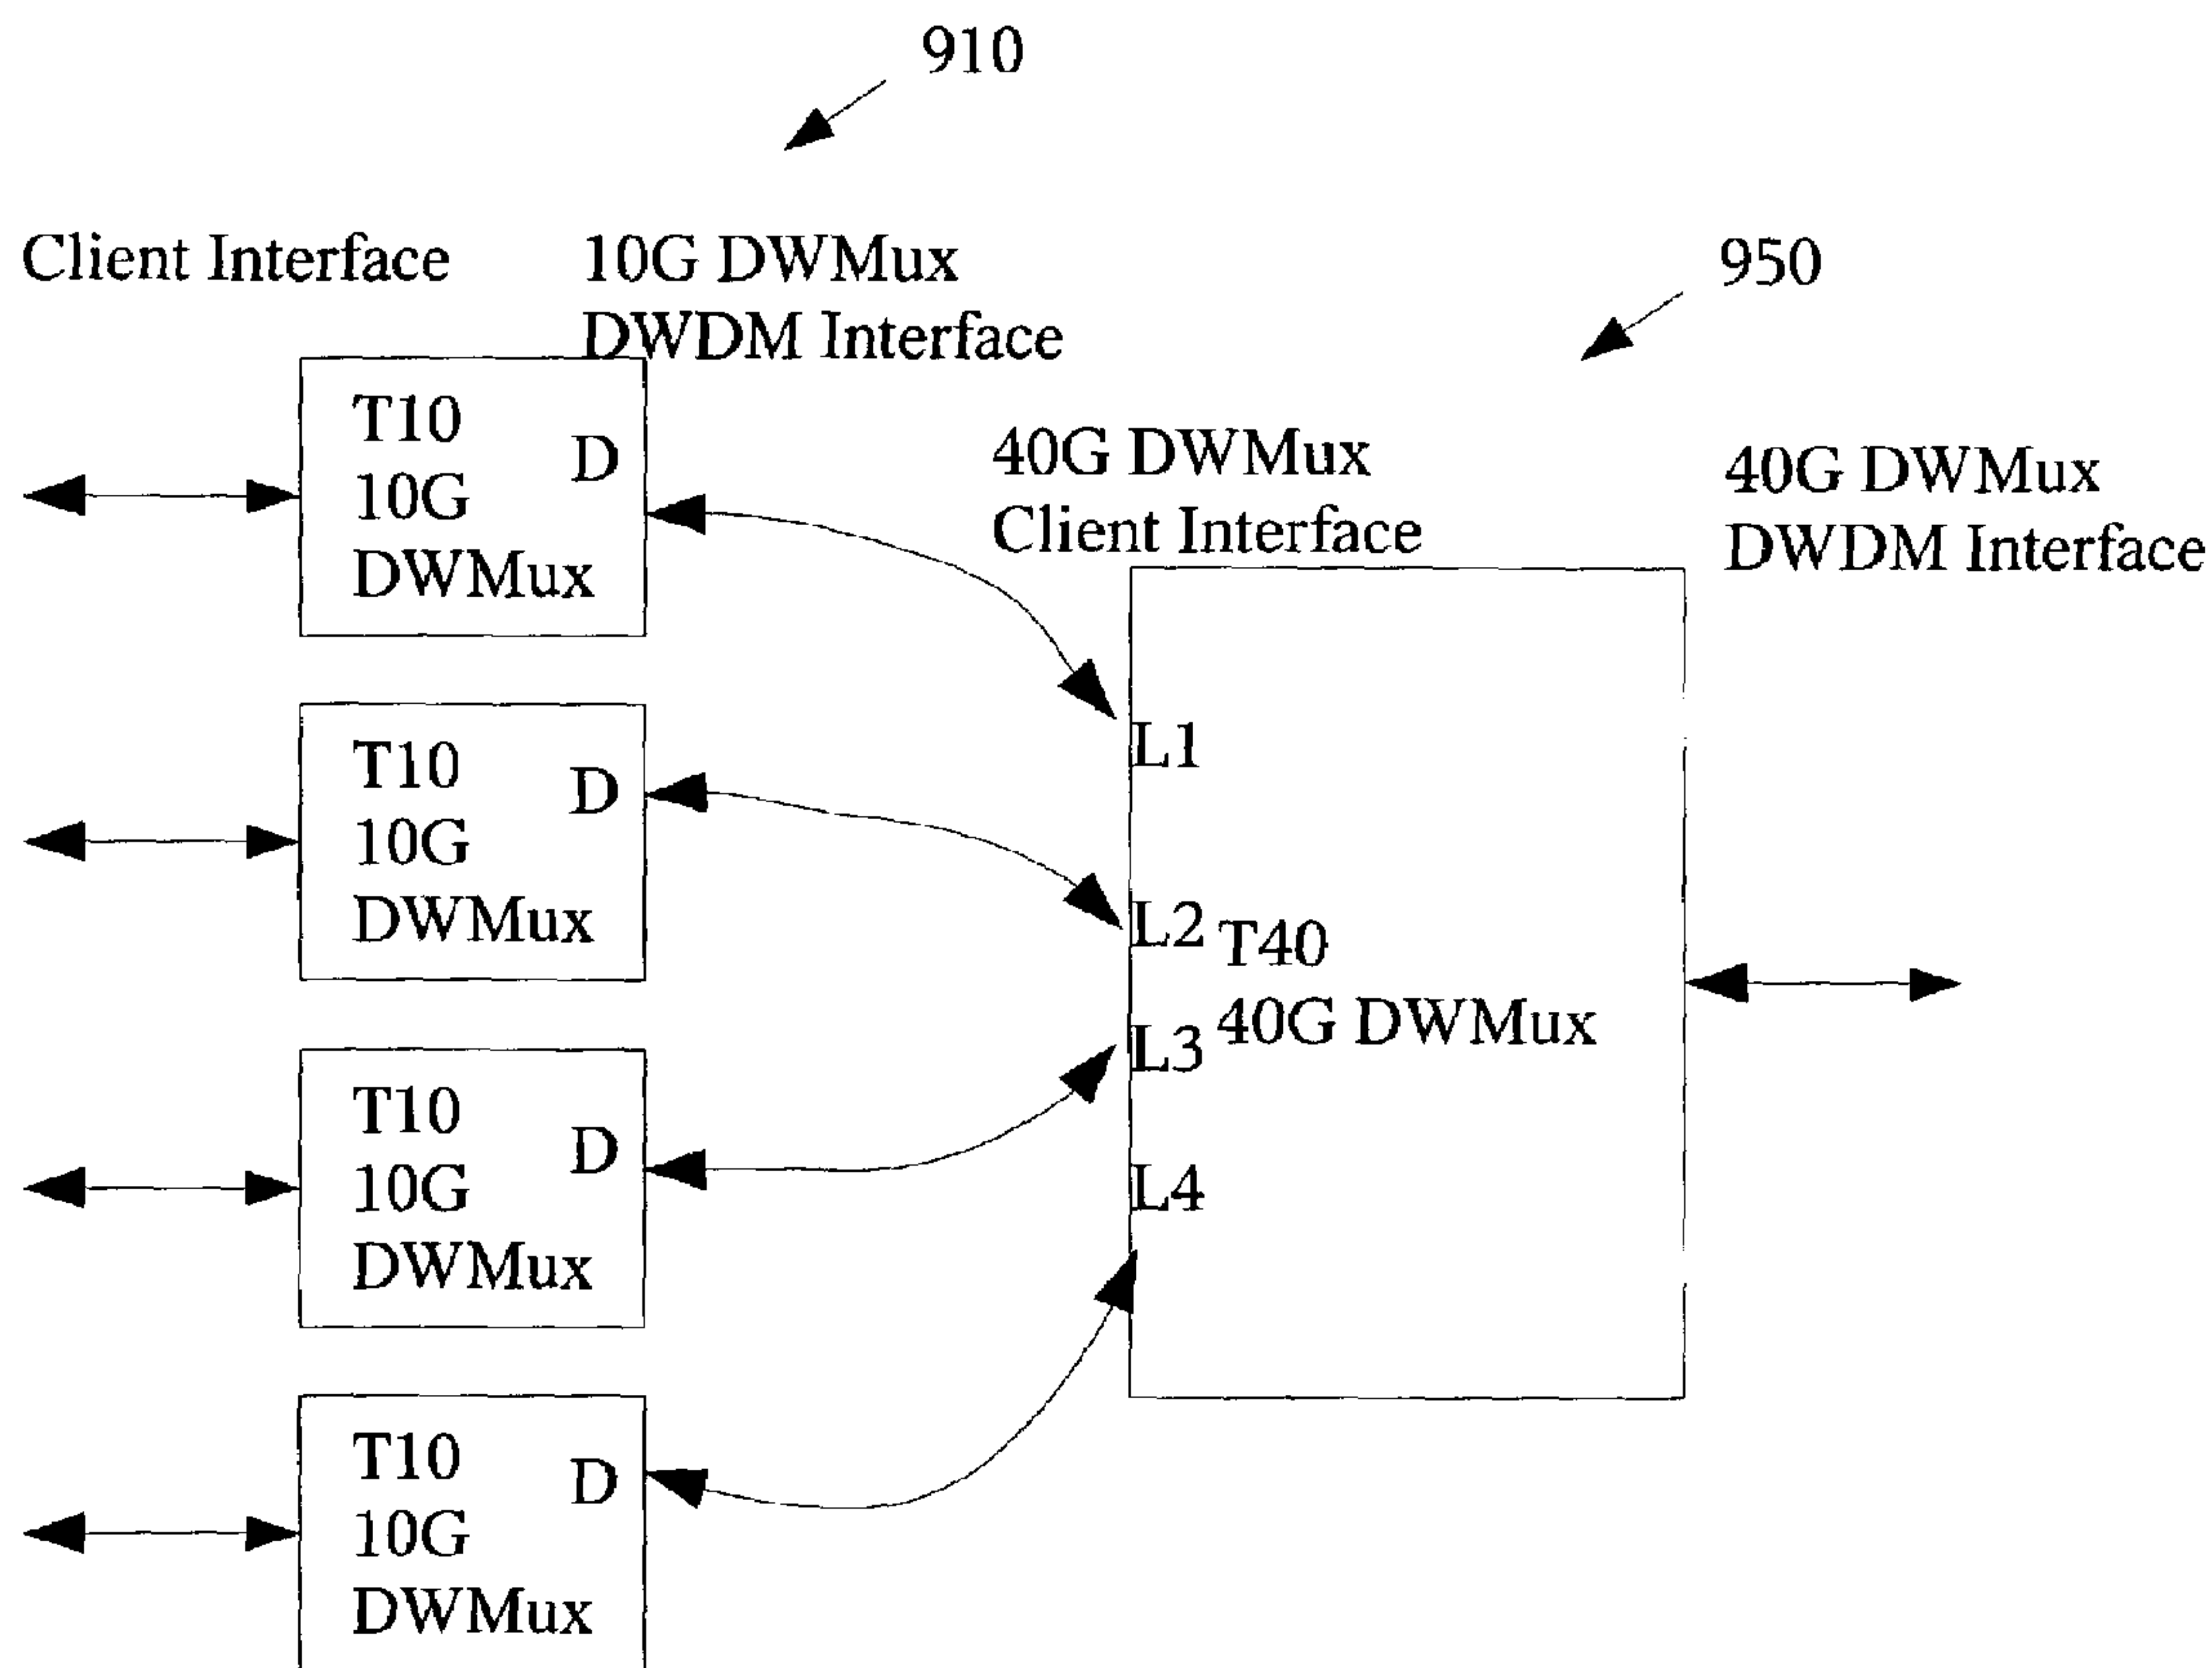 910
Client Interface
10G DWMux
DWDM Interface
950
40G DWMux
Client Interface
40G DWMux
DWDM Interface
T10
10G
DWMux
D
T10
10G
DWMux
D
T10
10G
DWMux
D
T10
10G
DWMux
D
L1
L2
L3
L4
T40
40G DWMux